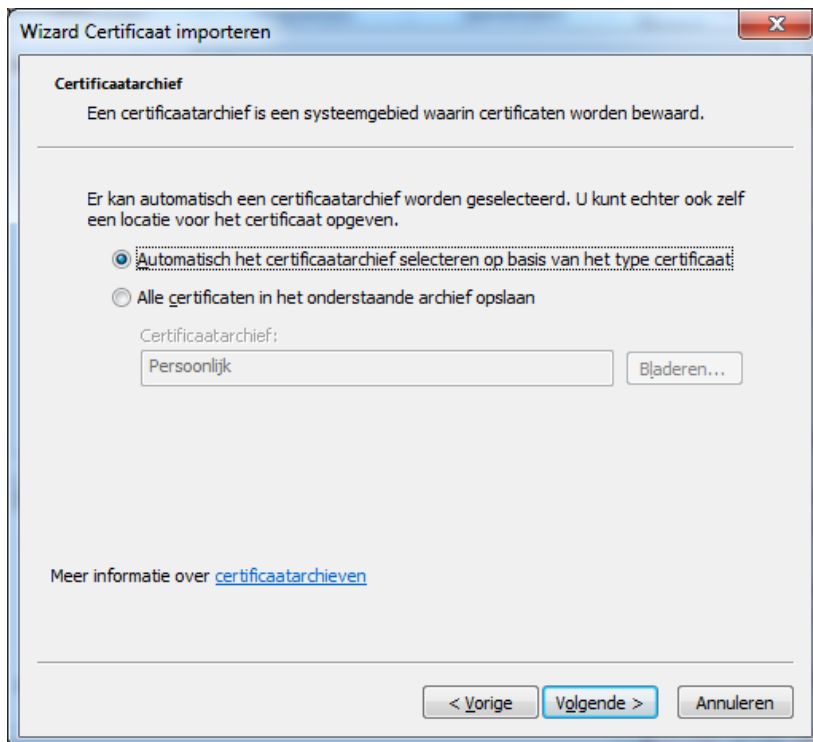 Wizard Certificaat importeren
Certificaatarchief
Een certificaatarchief is een systeemgebied waarin certificaten worden bewaard.
Er kan automatisch een certificaatarchief worden geselecteerd. U kunt echter ook zelf
een locatie voor het certificaat opgeven.
Automatisch het certificaatarchief selecteren op basis van het type certificaat
Alle certificaten in het onderstaande archief opslaan
Certificaatarchief:
Persoonlijk
Bladeren...
Meer informatie over certificaatarchieven
< Vorige
Volgende >
Annuleren